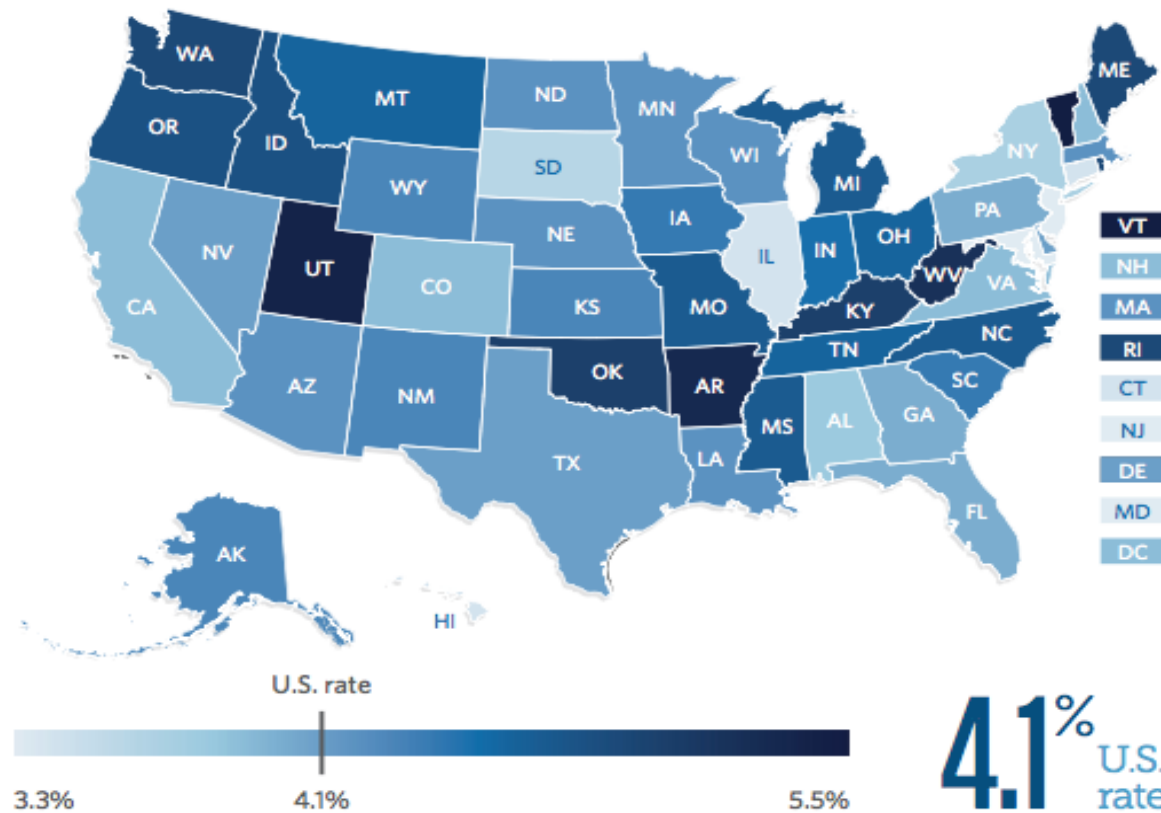 WA
ME
MT
ND
MN
OR
ID
NY
WI
SD
MI
WY
PA
IA
NE
OH
VT
NV
IL
IN
UT
WV
NH
CO
VA
CA
KS
MO
KY
MA
NC
RI
TN
OK
AZ
AR
SC
CT
NM
MS
AL
GA
NJ
TX
LA
DE
FL
MD
AK
DC
HI
U.S. rate
4.1%
U.S.
rate
3.3%
4.1%
5.5%